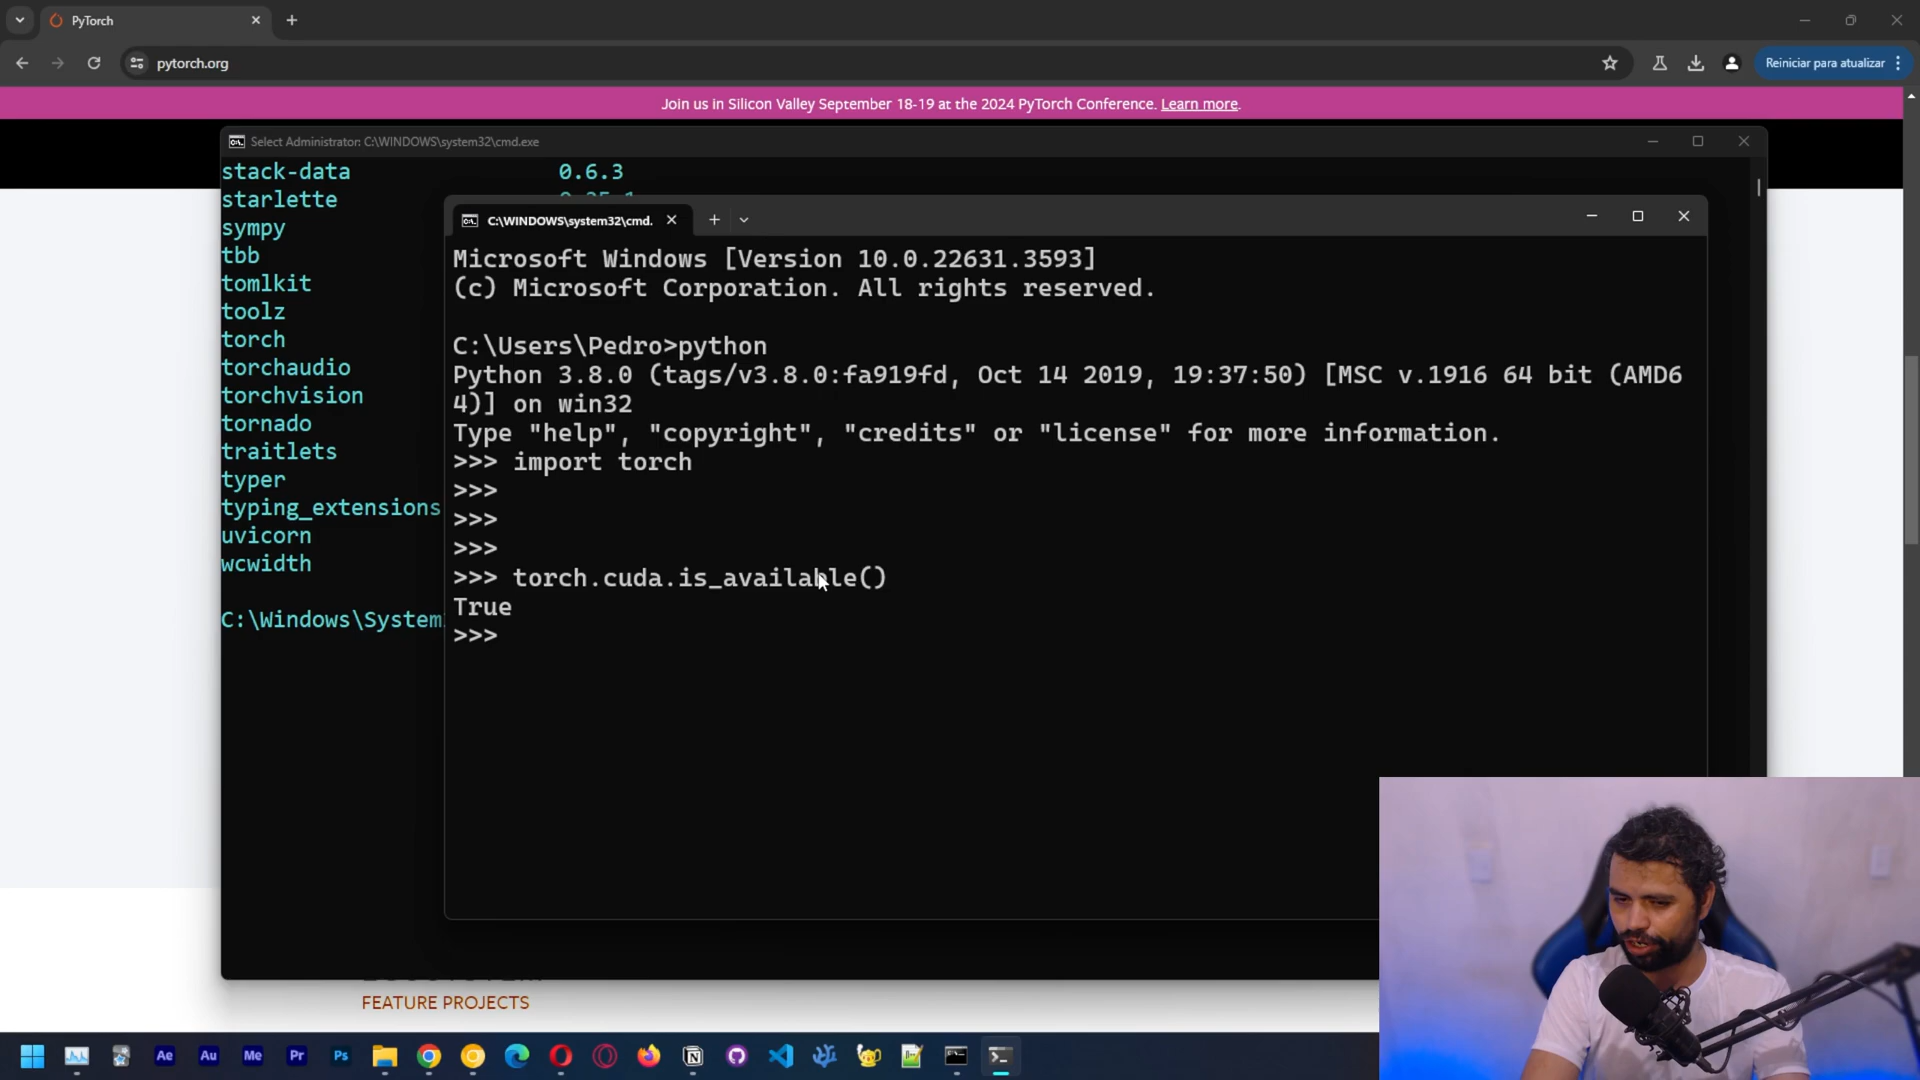 PyTorch
pytorch.org
Reiniciar para atualizar
Join us in Silicon Valley September 18-19 at the 2024 PyTorch Conference. Learn more.
Select Administrator: C:\WINDOWS\system32\cmd.exe
stack-data 0.6.3
starlette
sympy
tbb
tomlkit
toolz
torch
torchaudio
torchvision
tornado
traitlets
typer
typing_extensions
uvicorn
wcwidth
C:\Windows\System
C:\WINDOWS\system32\cmd.
Microsoft Windows [Version 10.0.22631.3593]
(c) Microsoft Corporation. All rights reserved.
C:\Users\Pedro>python
Python 3.8.0 (tags/v3.8.0:fa919fd, Oct 14 2019, 19:37:50) [MSC v.1916 64 bit (AMD6
4)] on win32
Type "help", "copyright", "credits" or "license" for more information.
>>> import torch
>>>
>>>
>>>
>>> torch.cuda.is_available()
True
>>>
FEATURE PROJECTS
Ae Au Me Pr Ps